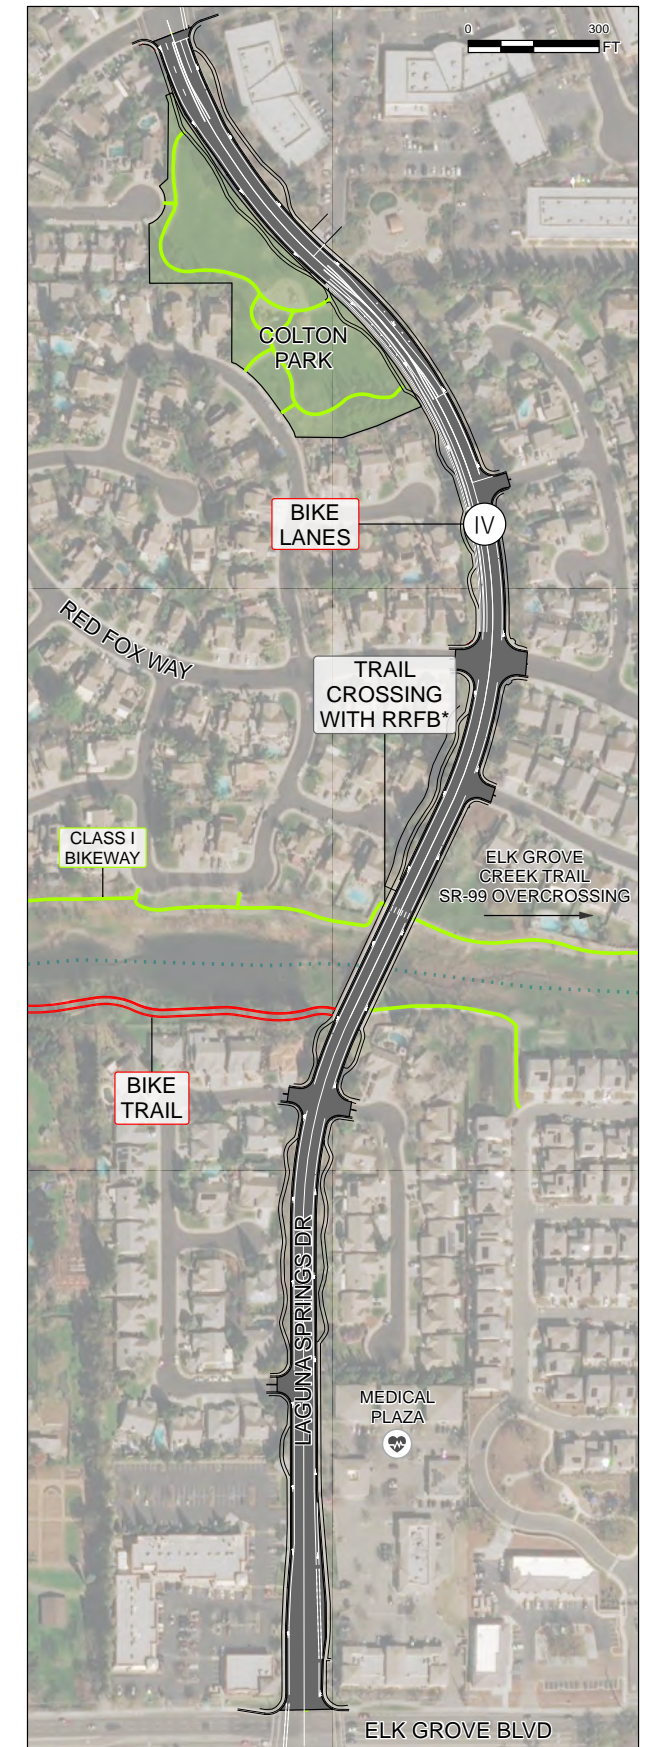 0 300
FT
COLTON
PARK
BIKE
LANES
IV
RED FOX WAY
TRAIL
CROSSING
WITH RRFB*
CLASS I
BIKEWAY
ELK GROVE
CREEK TRAIL
SR-99 OVERCROSSING
BIKE
TRAIL
LAGUNA SPRINGS DR
MEDICAL
PLAZA
ELK GROVE BLVD